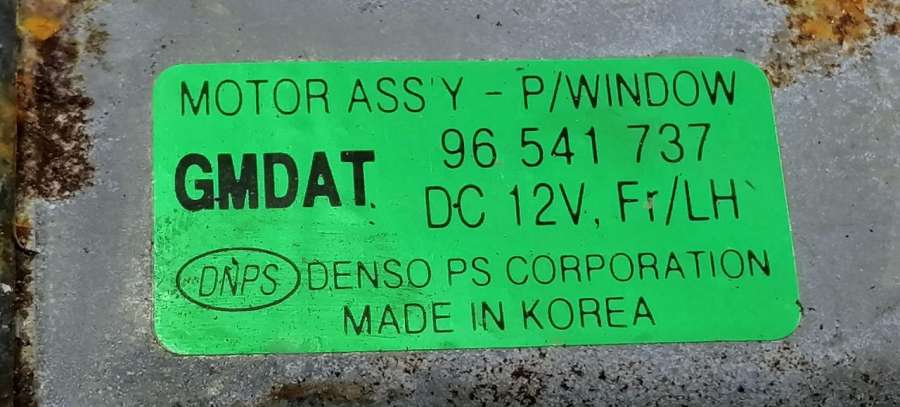 MOTOR ASS'Y - P/WINDOW
GMDAT 96 541 737
DC 12V, Fr/LH
DNPS DENSO PS CORPORATION
MADE IN KOREA